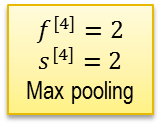 f^[4] = 2
s^[4] = 2
Max pooling